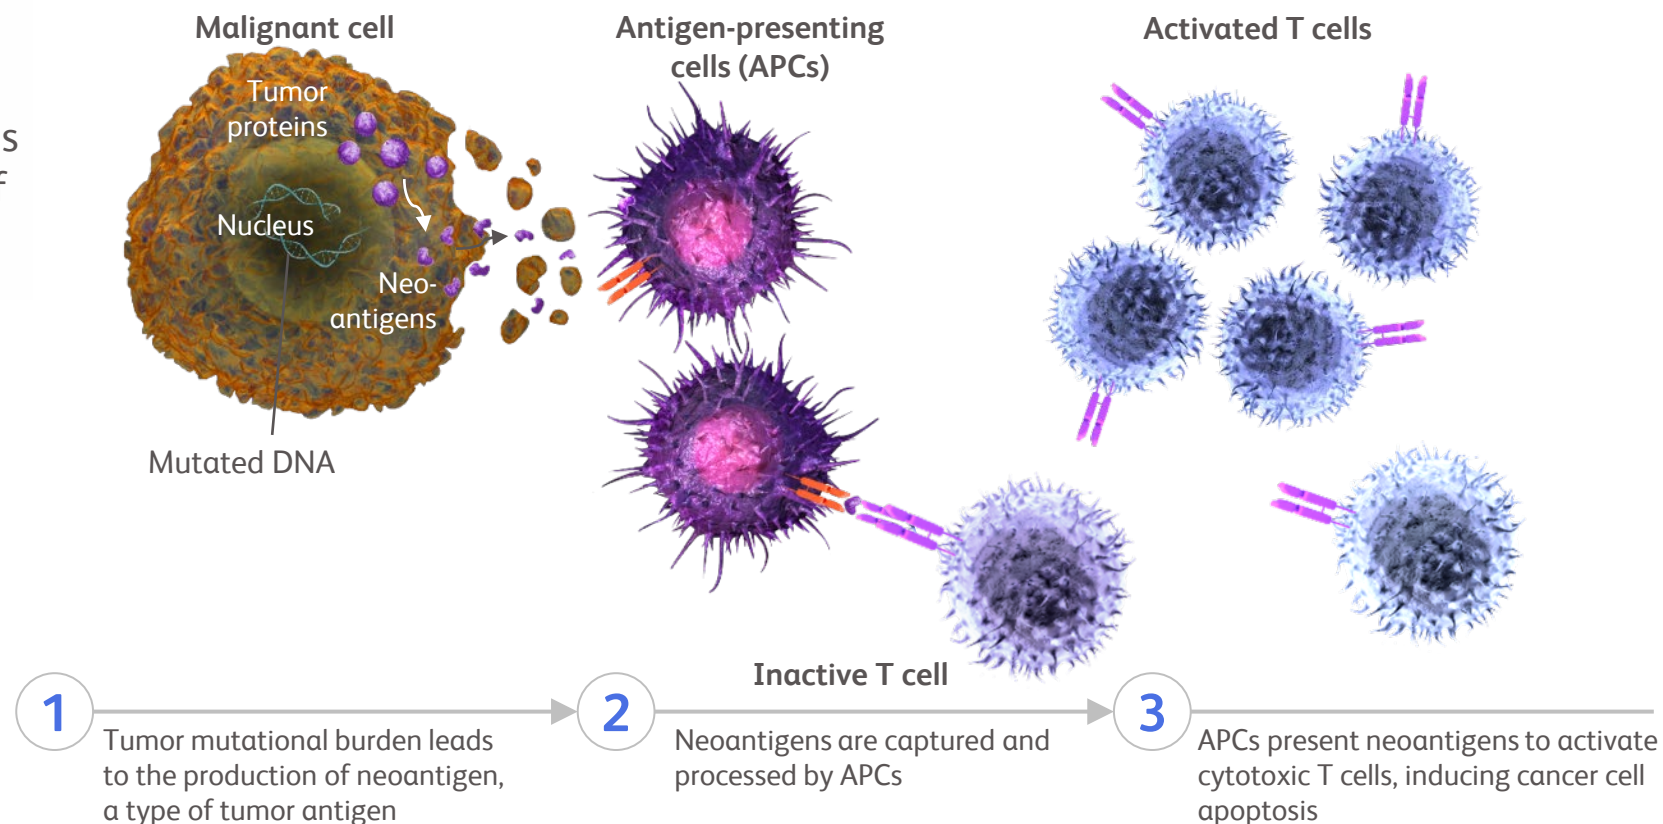 Malignant cell
Antigen-presenting
cells (APCs)
Activated T cells
Tumor
proteins
Nucleus
Neo-
antigens
Mutated DNA
Inactive T cell
1
Tumor mutational burden leads
to the production of neoantigen,
a type of tumor antigen
2
Neoantigens are captured and
processed by APCs
3
APCs present neoantigens to activate
cytotoxic T cells, inducing cancer cell
apoptosis